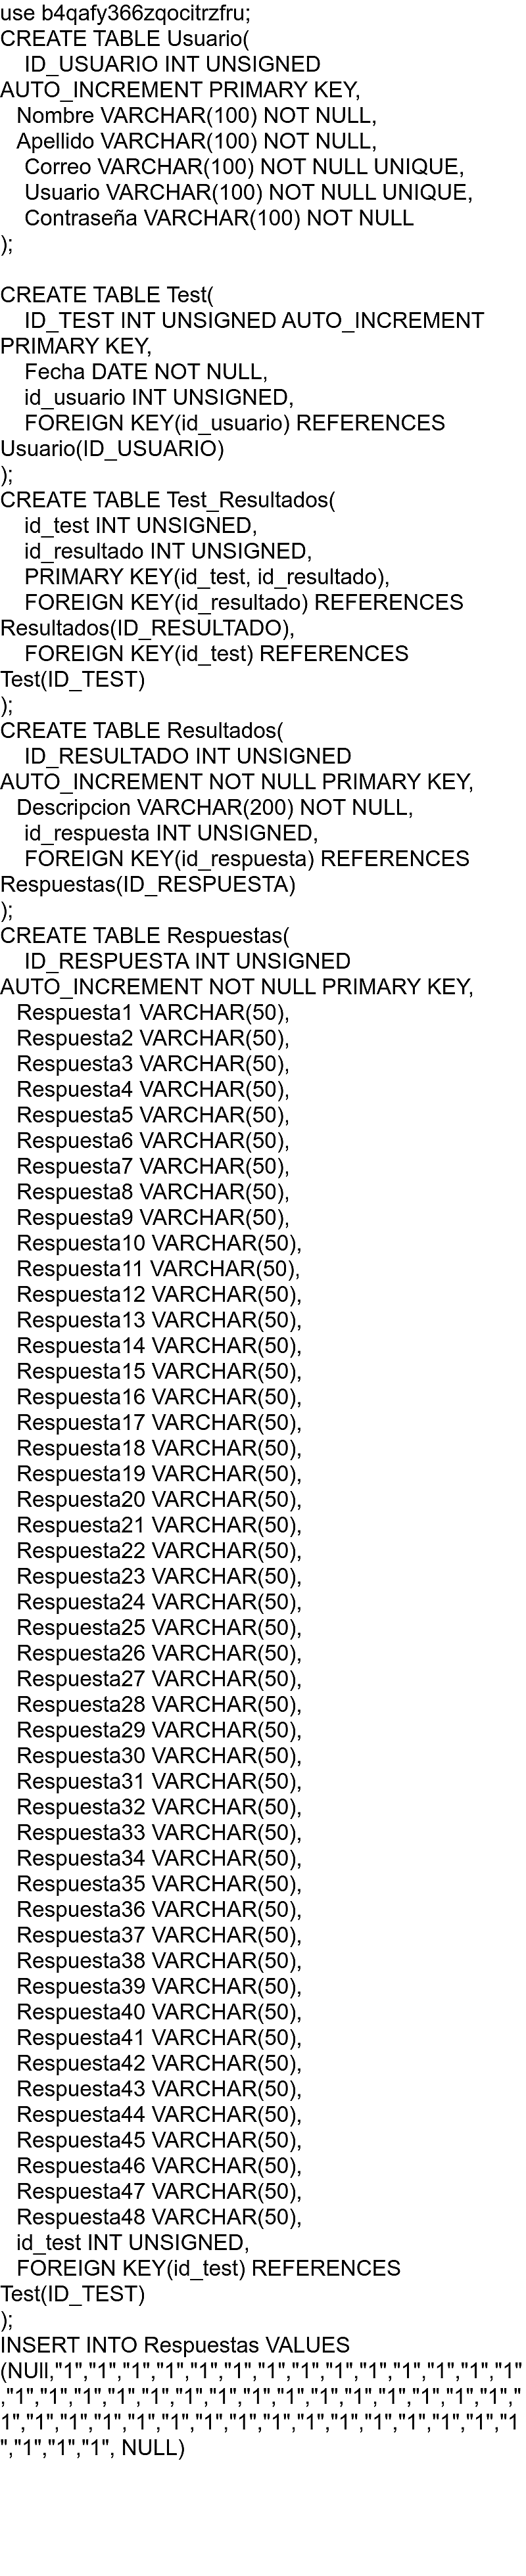 use b4qafy366zqocitrzfru;
CREATE TABLE Usuario(
ID_USUARIO INT UNSIGNED
AUTO_INCREMENT PRIMARY KEY,
Nombre VARCHAR(100) NOT NULL,
Apellido VARCHAR(100) NOT NULL,
Correo VARCHAR(100) NOT NULL UNIQUE,
Usuario VARCHAR(100) NOT NULL UNIQUE,
Contraseña VARCHAR(100) NOT NULL
);
CREATE TABLE Test(
ID_TEST INT UNSIGNED AUTO_INCREMENT
PRIMARY KEY,
Fecha DATE NOT NULL,
id_usuario INT UNSIGNED,
FOREIGN KEY(id_usuario) REFERENCES
Usuario(ID_USUARIO)
);
CREATE TABLE Test_Resultados(
id_test INT UNSIGNED,
id_resultado INT UNSIGNED,
PRIMARY KEY(id_test, id_resultado),
FOREIGN KEY(id_resultado) REFERENCES
Resultados(ID_RESULTADO),
FOREIGN KEY(id_test) REFERENCES
Test(ID_TEST)
);
CREATE TABLE Resultados(
ID_RESULTADO INT UNSIGNED
AUTO_INCREMENT NOT NULL PRIMARY KEY,
Descripcion VARCHAR(200) NOT NULL,
id_respuesta INT UNSIGNED,
FOREIGN KEY(id_respuesta) REFERENCES
Respuestas(ID_RESPUESTA)
);
CREATE TABLE Respuestas(
ID_RESPUESTA INT UNSIGNED
AUTO_INCREMENT NOT NULL PRIMARY KEY,
Respuesta1 VARCHAR(50),
Respuesta2 VARCHAR(50),
Respuesta3 VARCHAR(50),
Respuesta4 VARCHAR(50),
Respuesta5 VARCHAR(50),
Respuesta6 VARCHAR(50),
Respuesta7 VARCHAR(50),
Respuesta8 VARCHAR(50),
Respuesta9 VARCHAR(50),
Respuesta10 VARCHAR(50),
Respuesta11 VARCHAR(50),
Respuesta12 VARCHAR(50),
Respuesta13 VARCHAR(50),
Respuesta14 VARCHAR(50),
Respuesta15 VARCHAR(50),
Respuesta16 VARCHAR(50),
Respuesta17 VARCHAR(50),
Respuesta18 VARCHAR(50),
Respuesta19 VARCHAR(50),
Respuesta20 VARCHAR(50),
Respuesta21 VARCHAR(50),
Respuesta22 VARCHAR(50),
Respuesta23 VARCHAR(50),
Respuesta24 VARCHAR(50),
Respuesta25 VARCHAR(50),
Respuesta26 VARCHAR(50),
Respuesta27 VARCHAR(50),
Respuesta28 VARCHAR(50),
Respuesta29 VARCHAR(50),
Respuesta30 VARCHAR(50),
Respuesta31 VARCHAR(50),
Respuesta32 VARCHAR(50),
Respuesta33 VARCHAR(50),
Respuesta34 VARCHAR(50),
Respuesta35 VARCHAR(50),
Respuesta36 VARCHAR(50),
Respuesta37 VARCHAR(50),
Respuesta38 VARCHAR(50),
Respuesta39 VARCHAR(50),
Respuesta40 VARCHAR(50),
Respuesta41 VARCHAR(50),
Respuesta42 VARCHAR(50),
Respuesta43 VARCHAR(50),
Respuesta44 VARCHAR(50),
Respuesta45 VARCHAR(50),
Respuesta46 VARCHAR(50),
Respuesta47 VARCHAR(50),
Respuesta48 VARCHAR(50),
id_test INT UNSIGNED,
FOREIGN KEY(id_test) REFERENCES
Test(ID_TEST)
);
INSERT INTO Respuestas VALUES
(NUll,"1","1","1","1","1","1","1","1","1","1","1","1","1","1"
,"1","1","1","1","1","1","1","1","1","1","1","1","1","1","1","
1","1","1","1","1","1","1","1","1","1","1","1","1","1","1","1
","1","1","1", NULL)